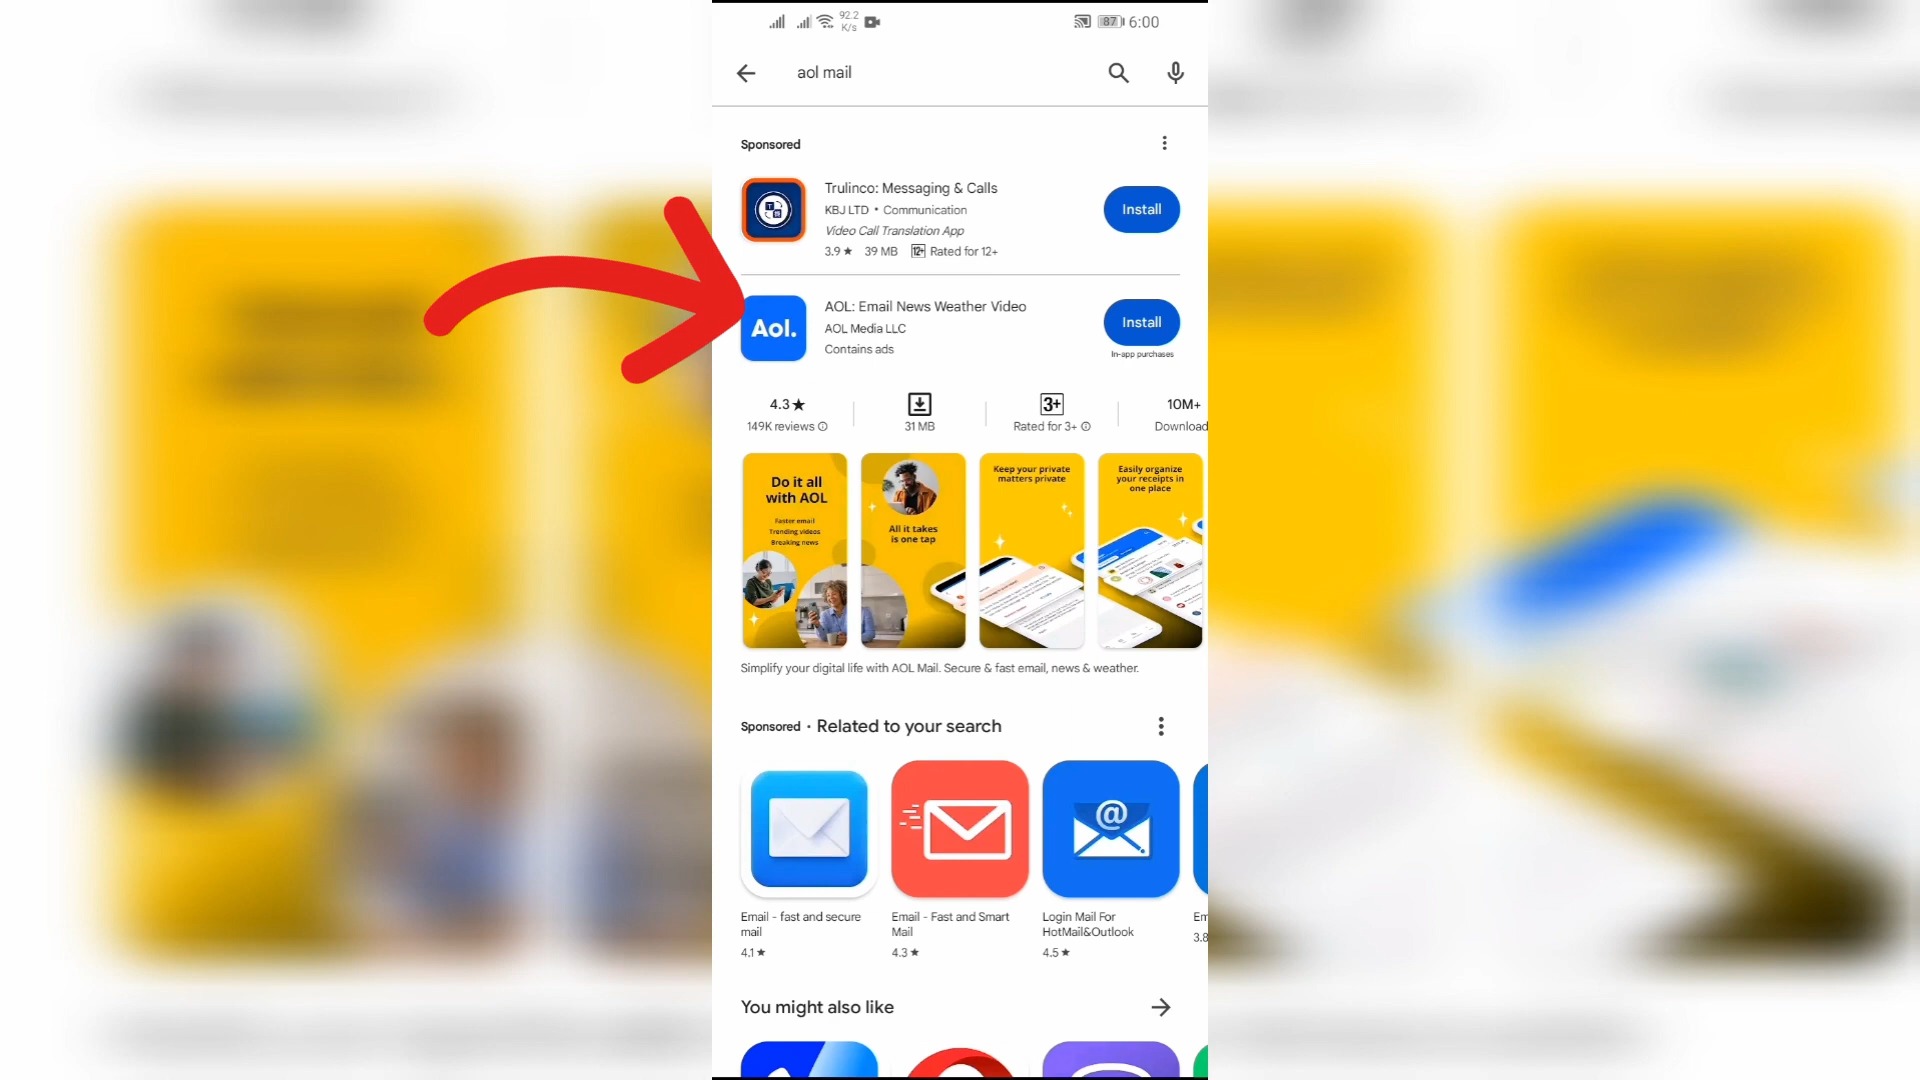 92.2
K/s
87
6:00
aol mail
Sponsored
Trulinco: Messaging & Calls
KBJ LTD • Communication
Video Call Translation App
3.9 ★ 39 MB 12+ Rated for 12+
Install
Aol.
AOL: Email News Weather Video
AOL Media LLC
Contains ads
Install
In-app purchases
4.3★
149K reviews
31 MB
3+
Rated for 3+
10M+
Download
Do it all
with AOL
Faster email
Trending videos
Breaking news
All it takes
is one tap
Keep your private
matters private
Easily organize
your receipts in
one place
Simplify your digital life with AOL Mail. Secure & fast email, news & weather.
Sponsored · Related to your search
@
Email - fast and secure
mail
4.1 ★
Email - Fast and Smart
Mail
4.3 ★
Login Mail For
HotMail&Outlook
4.5 ★
Em
3.8
You might also like